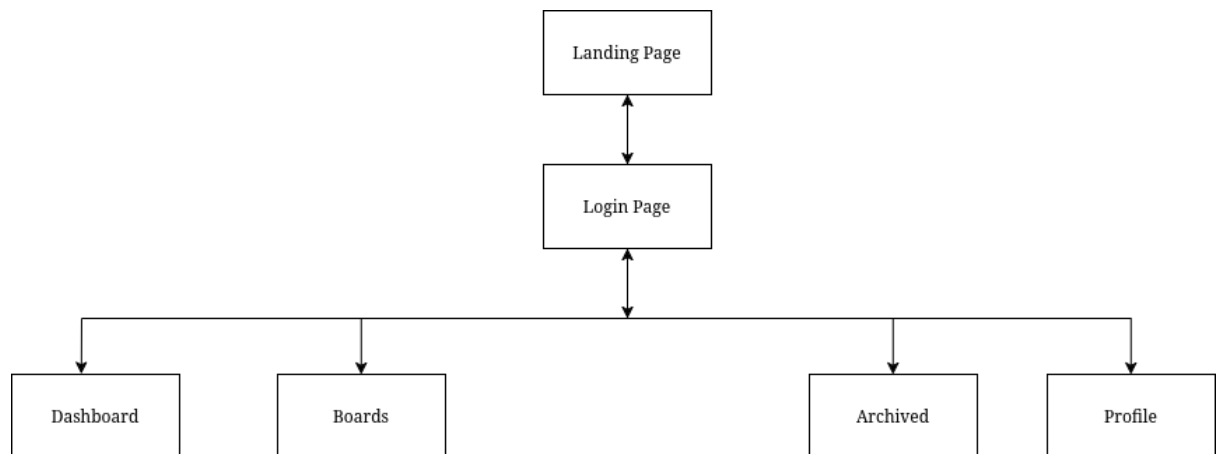 Landing Page
Login Page
Dashboard
Boards
Archived
Profile